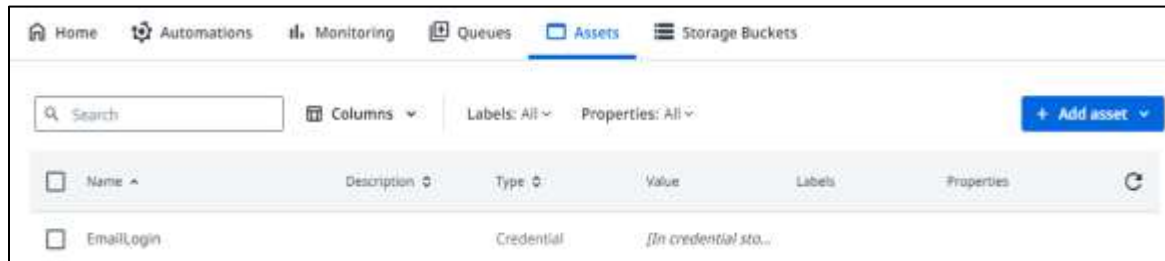 Home Automations Monitoring Queues Assets Storage Buckets
Search Columns Labels: All Properties: All + Add asset
Name Description Type Value Labels Properties
EmailLogin Credential [In credential sto...